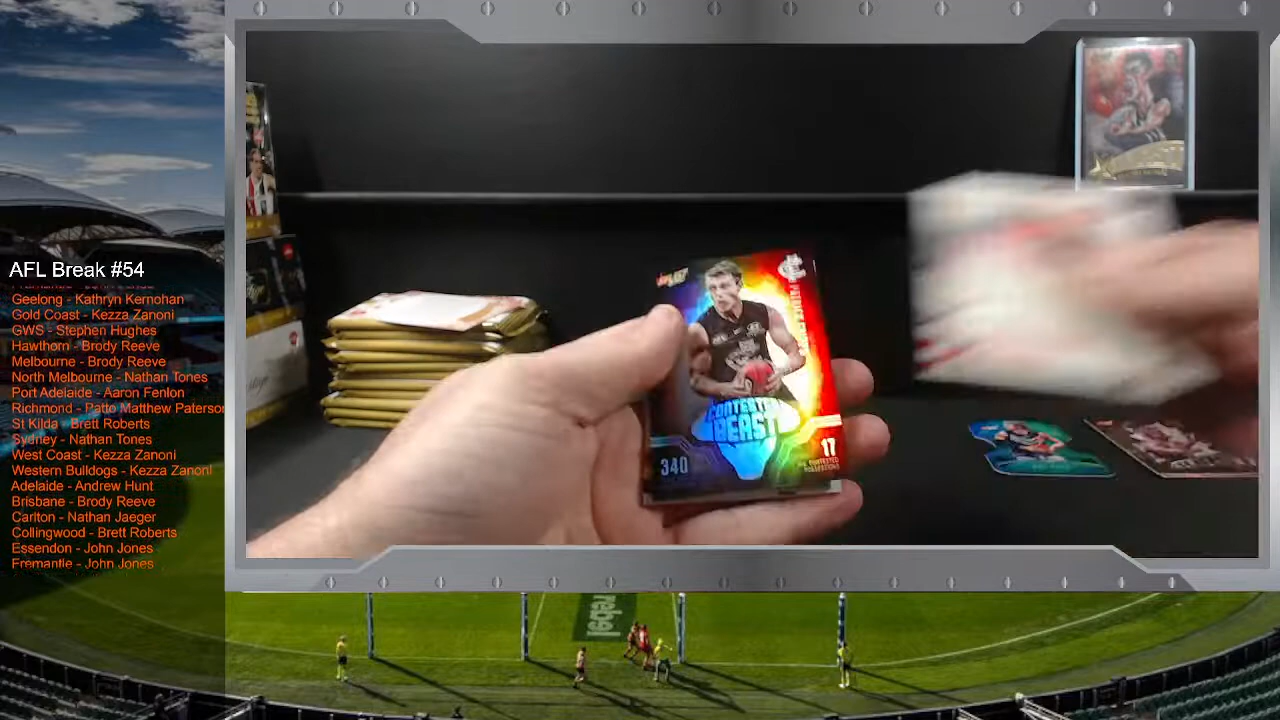 AFL Break #54
Geelong - Kathryn Kernohan
Gold Coast - Kezza Zanoni
GWS - Stephen Hughes
Hawthorn - Brody Reeve
Melbourne - Brody Reeve
North Melbourne - Nathan Tones
Port Adelaide - Aaron Fenlon
Richmond - Patto Matthew Paterson
St Kilda - Brett Roberts
Sydney - Nathan Tones
West Coast - Kezza Zanoni
Western Bulldogs - Kezza Zanoni
Adelaide - Andrew Hunt
Brisbane - Brody Reeve
Carlton - Nathan Jaeger
Collingwood - Brett Roberts
Essendon - John Jones
Fremantle - John Jones
CONTESTED
BEAST
340
17
rebel